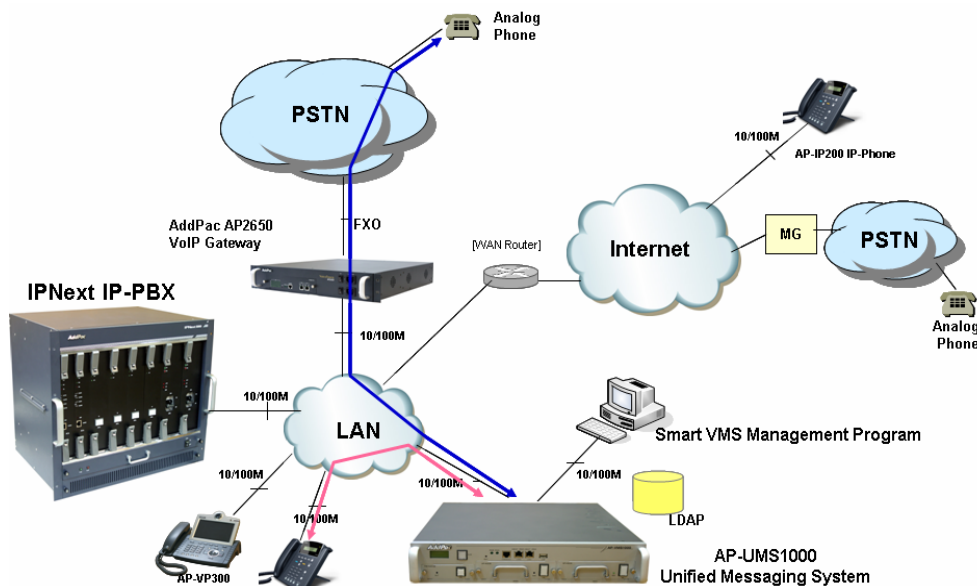 Analog
Phone
PSTN
10/100M
AP-IP200 IP-Phone
AddPac AP2650
VoIP Gateway
FXO
[WAN Router]
Internet
MG
PSTN
IPNext IP-PBX
Analog
Phone
10/100M
10/100M
LAN
Smart VMS Management Program
10/100M
10/100M
10/100M
10/100M
LDAP
AP-VP300
AP-UMS1000
Unified Messaging System